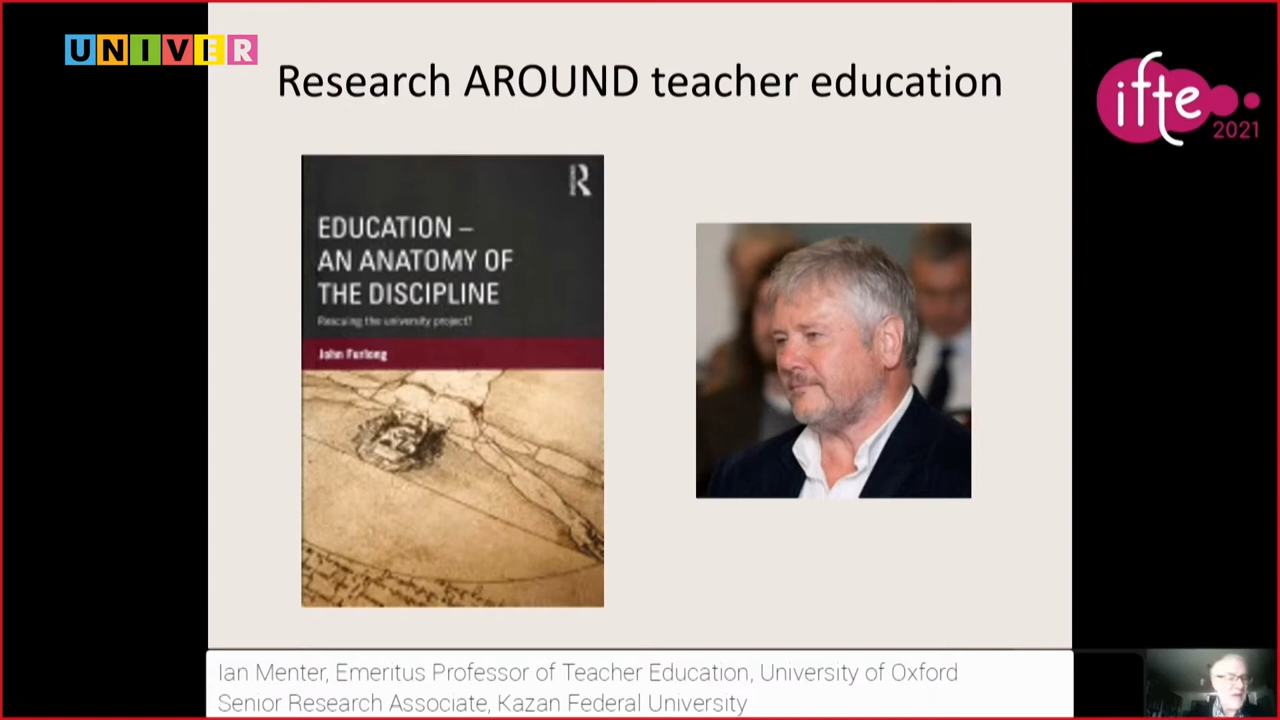 UNIVER
Research AROUND teacher education
ifte
2021
R
EDUCATION –
AN ANATOMY OF
THE DISCIPLINE
Rescuing the university project?
John Furlong
Ian Menter, Emeritus Professor of Teacher Education, University of Oxford
Senior Research Associate, Kazan Federal University